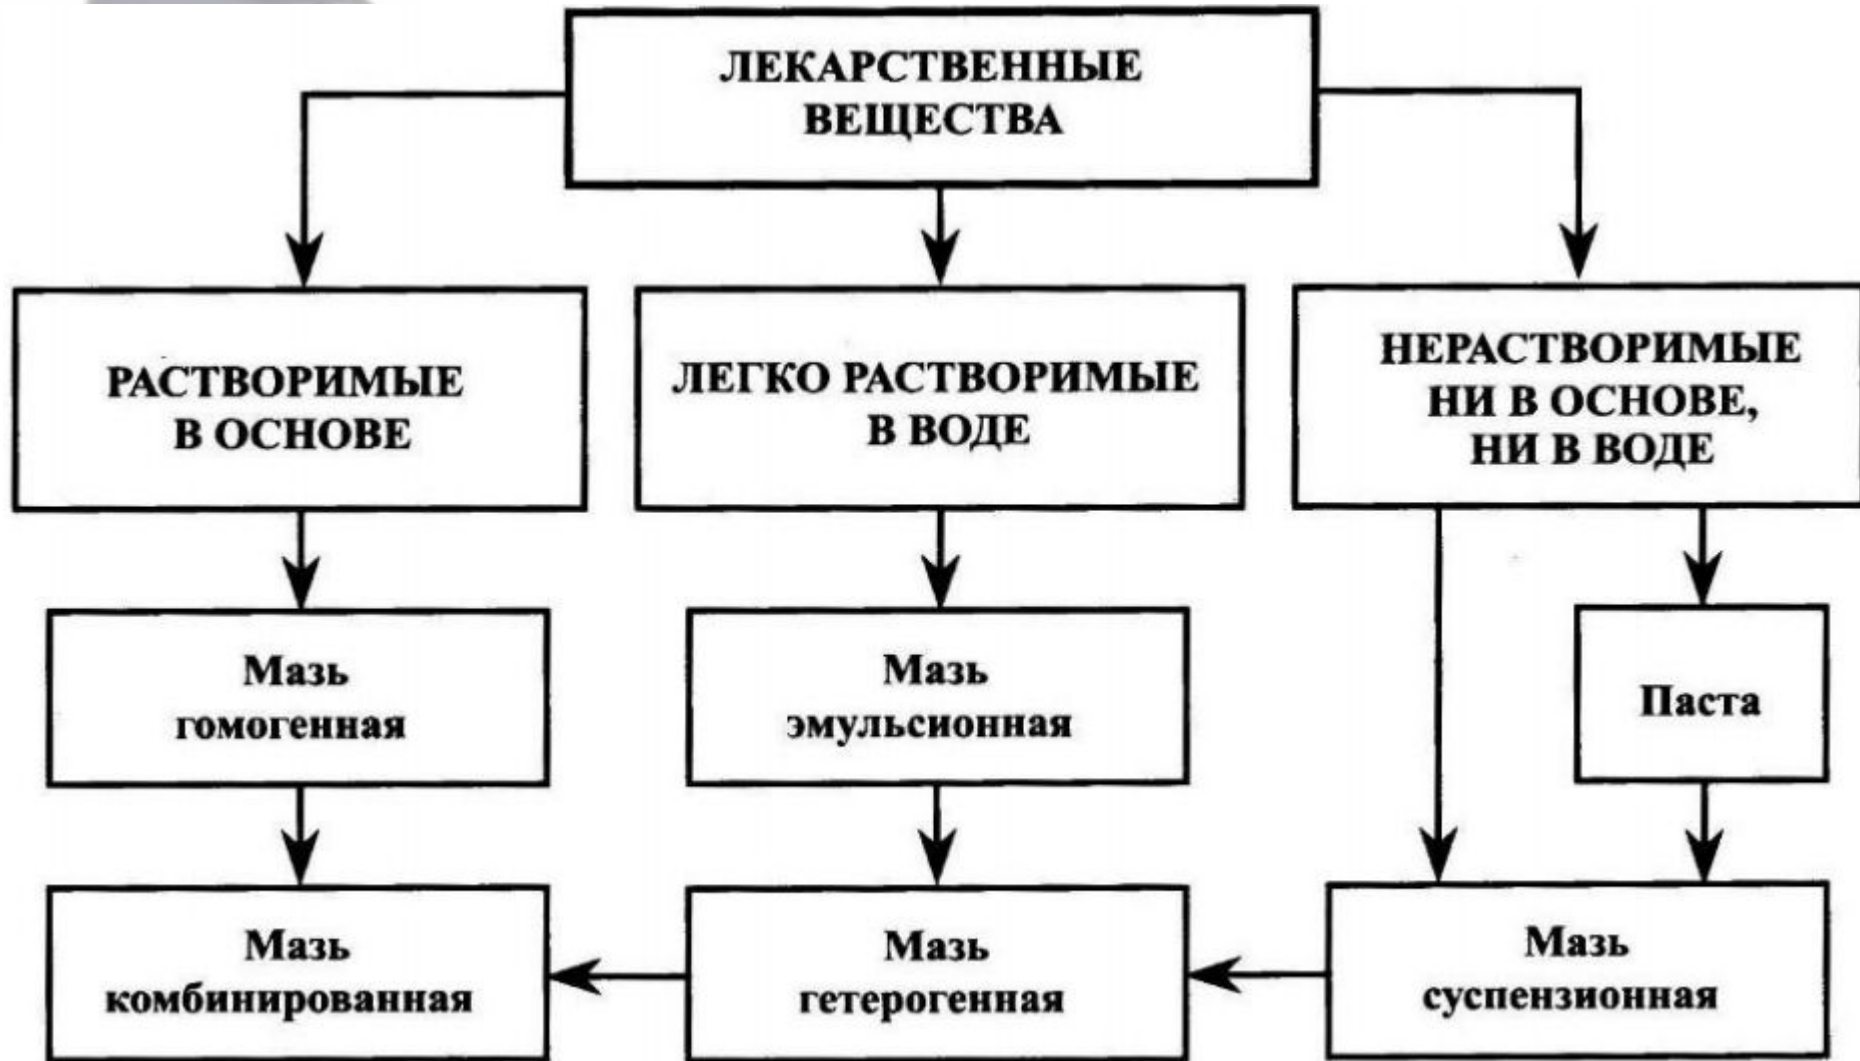 ЛЕКАРСТВЕННЫЕ
ВЕЩЕСТВА
РАСТВОРИМЫЕ
В ОСНОВЕ
ЛЕГКО РАСТВОРИМЫЕ
В ВОДЕ
НЕРАСТВОРИМЫЕ
НИ В ОСНОВЕ,
НИ В ВОДЕ
Мазь
гомогенная
Мазь
эмульсионная
Паста
Мазь
комбинированная
Мазь
гетерогенная
Мазь
суспензионная